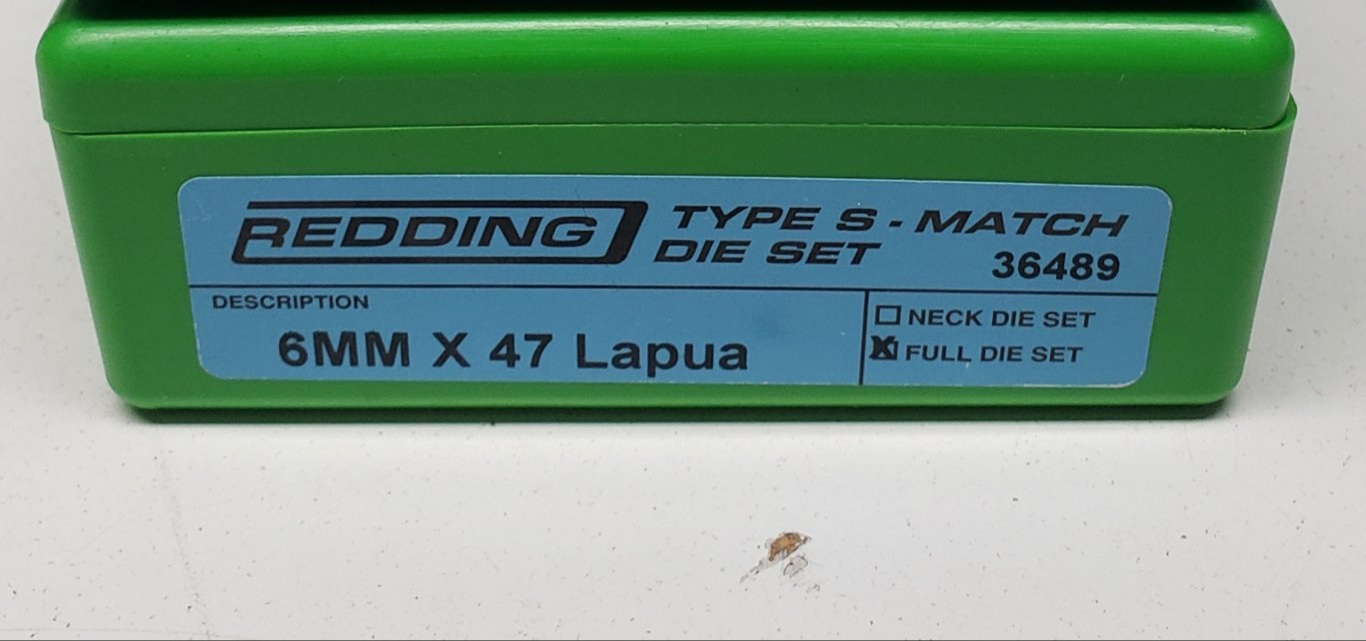 REDDING TYPE S - MATCH
DIE SET
36489
DESCRIPTION
6MM X 47 Lapua
NECK DIE SET
FULL DIE SET